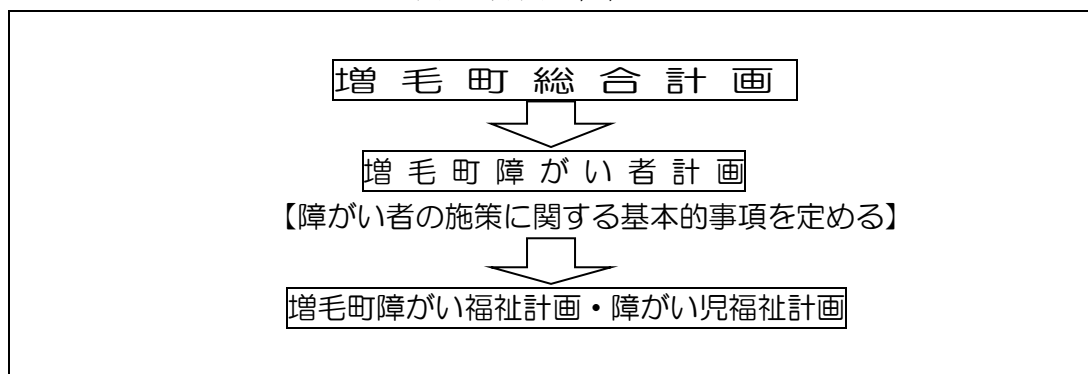 増毛町総合計画
増毛町障がい者計画
【障がい者の施策に関する基本的事項を定める】
増毛町障がい福祉計画・障がい児福祉計画